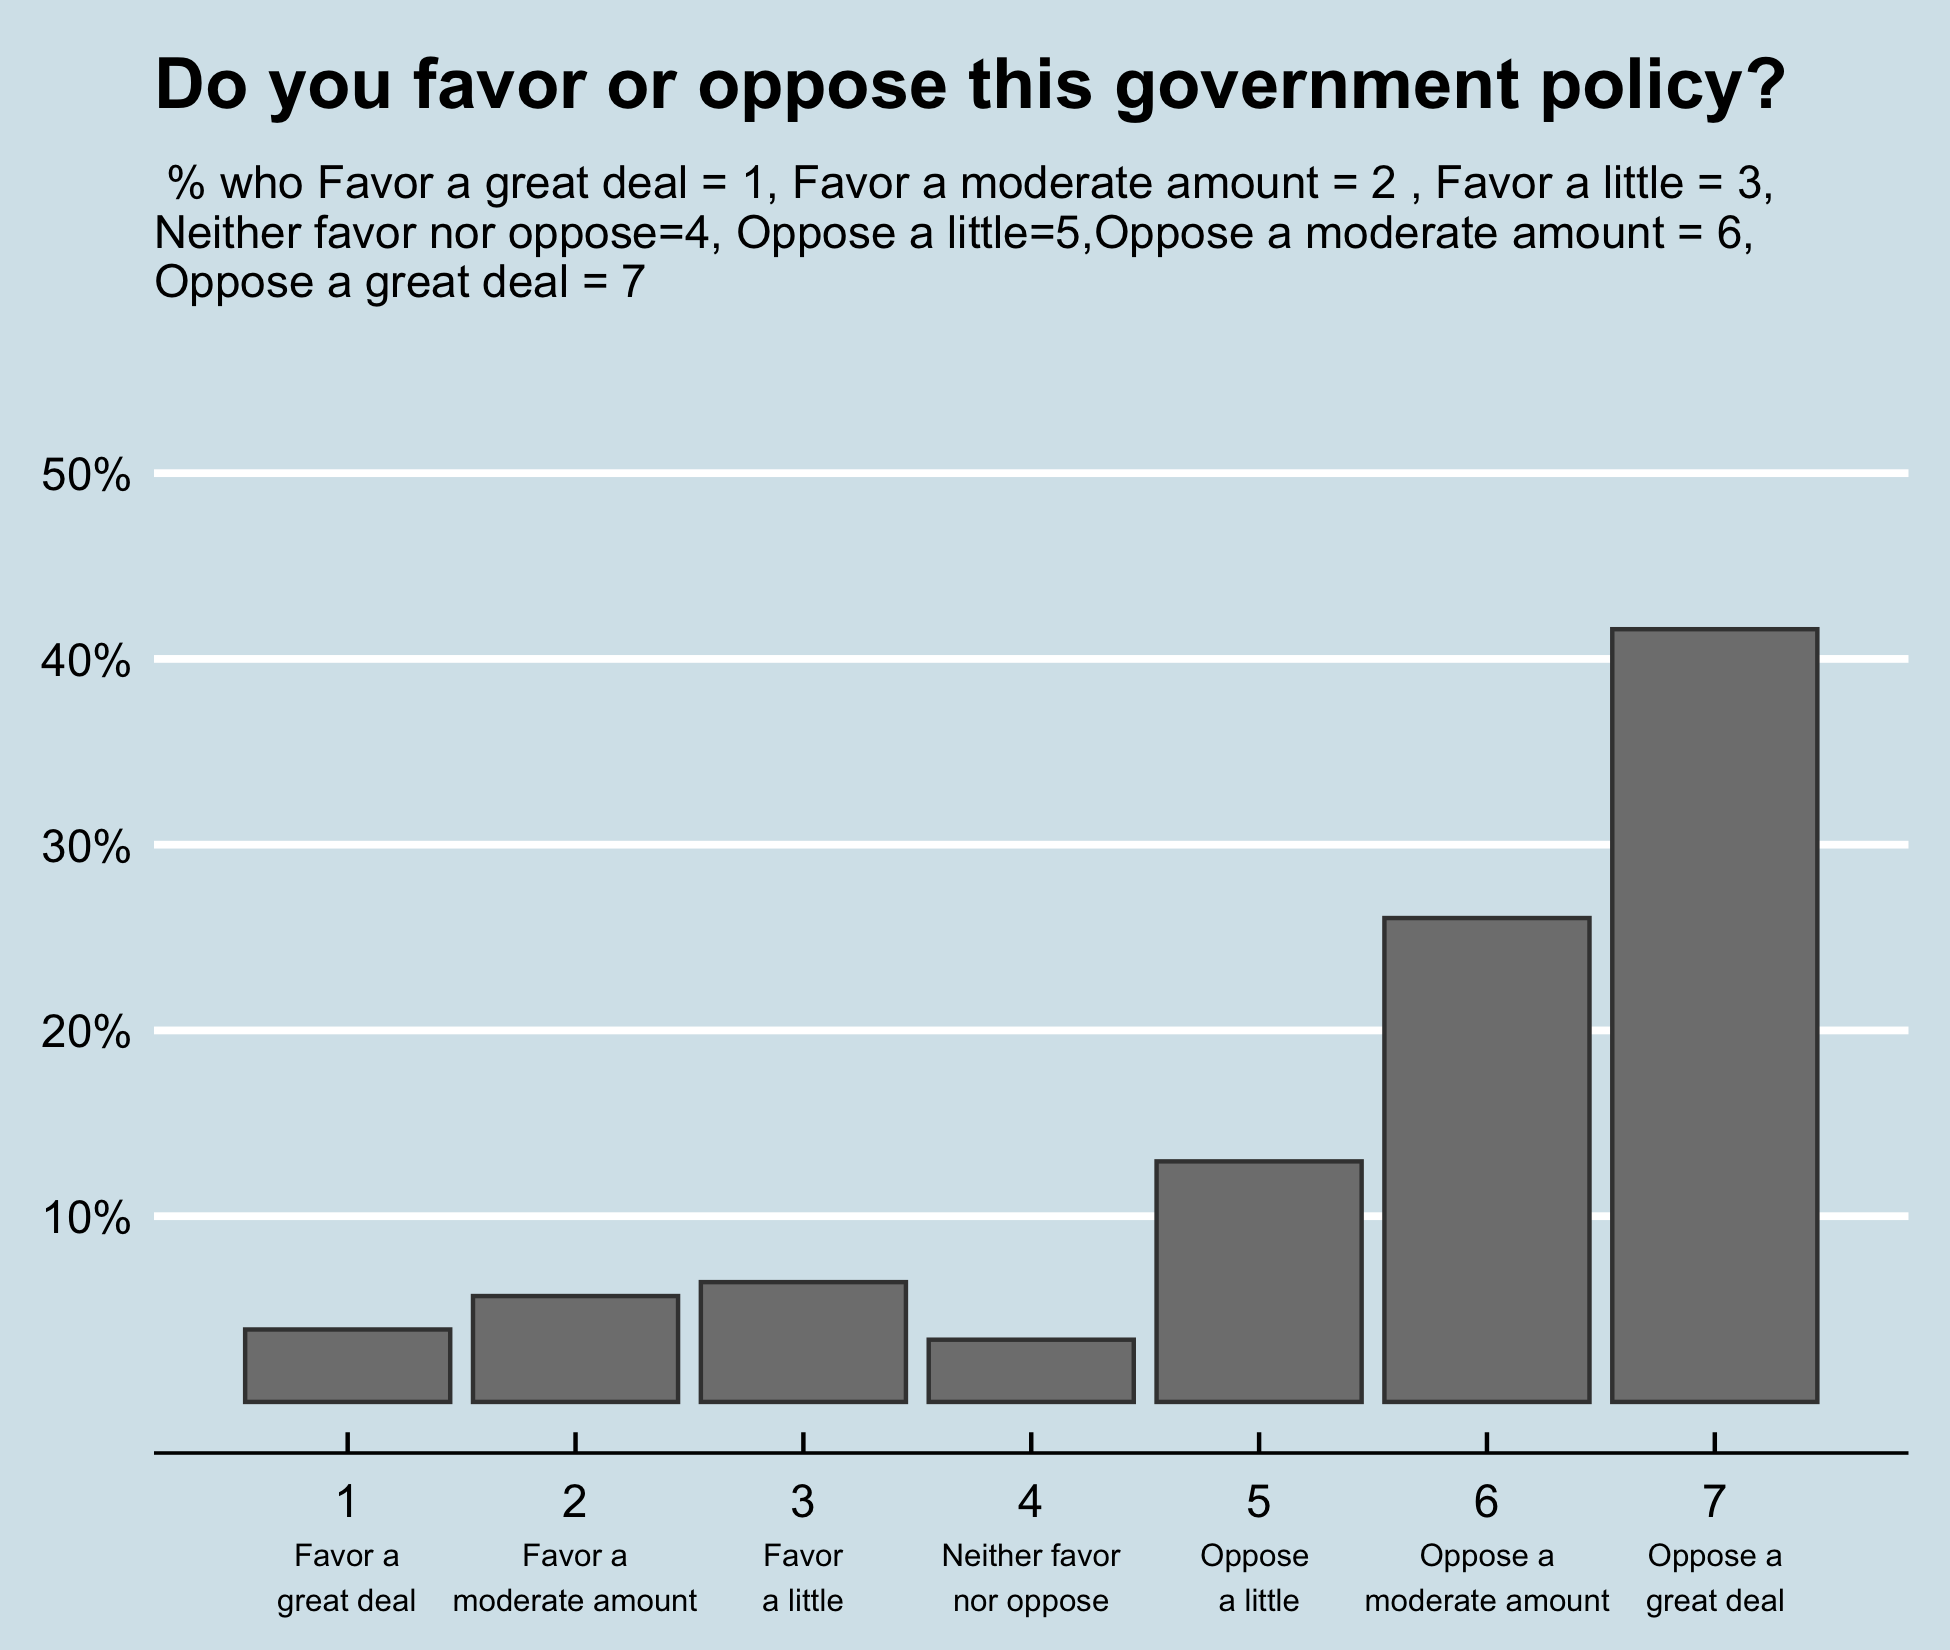 Do you favor or oppose this government policy?
% who Favor a great deal = 1, Favor a moderate amount = 2 , Favor a little = 3,
Neither favor nor oppose=4, Oppose a little=5,Oppose a moderate amount = 6,
Oppose a great deal = 7
50%
40%
30%
20%
10%
1 2 3 4 5 6 7
Favor a Favor a Favor Neither favor Oppose Oppose a Oppose a
great deal moderate amount a little nor oppose a little moderate amount great deal